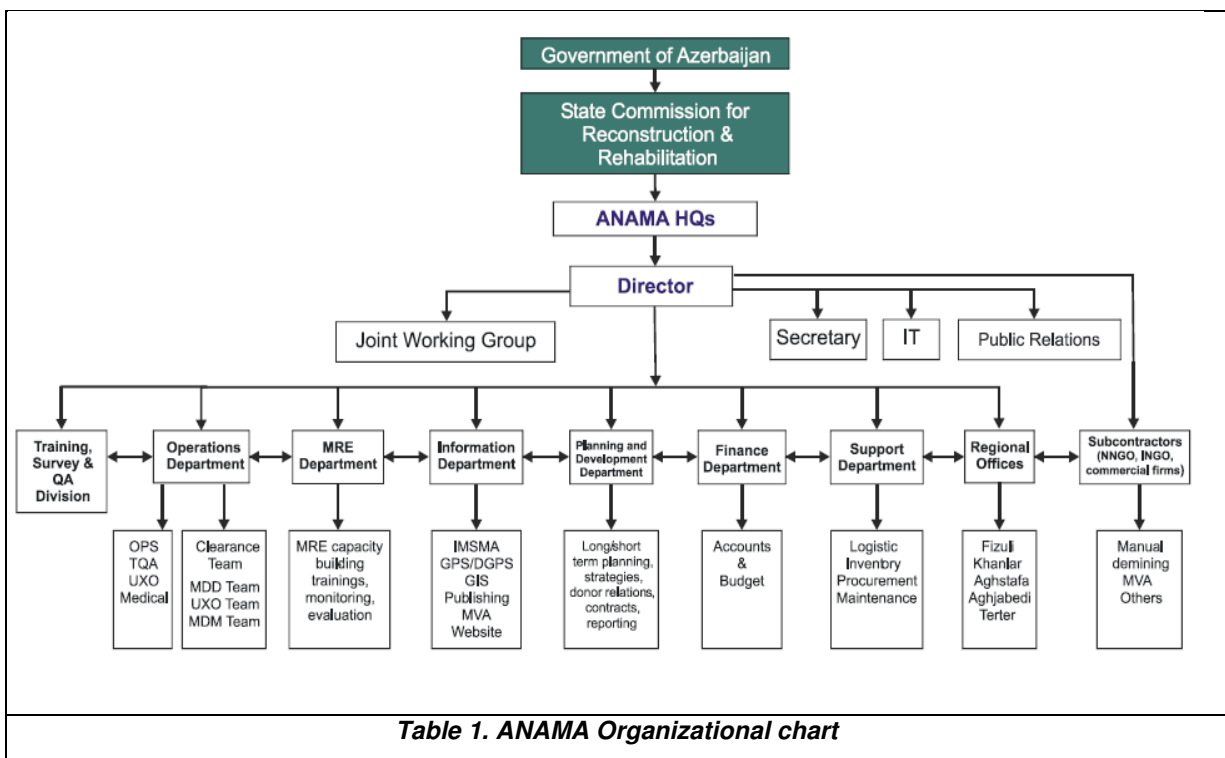 Government of Azerbaijan
State Commission for
Reconstruction &
Rehabilitation
ANAMA HQs
Director
Joint Working Group
Secretary
IT
Public Relations
Training,
Survey &
QA
Division
Operations
Department
MRE
Department
Information
Department
Planning and
Development
Department
Finance
Department
Support
Department
Regional
Offices
Subcontractors
(NNGO, INGO,
commercial firms)
OPS
TQA
UXO
Medical
Clearance
Team
MDD Team
UXO Team
MDM Team
MRE capacity
building
trainings,
monitoring,
evaluation
IMSMA
GPS/DGPS
GIS
Publishing
MVA
Website
Long/short
term planning,
strategies,
donor relations,
contracts,
reporting
Accounts
&
Budget
Logistic
Invenbry
Procurement
Maintenance
Fizuli
Khanlar
Aghstafa
Aghjabedi
Terter
Manual
demining
MVA
Others
Table 1. ANAMA Organizational chart